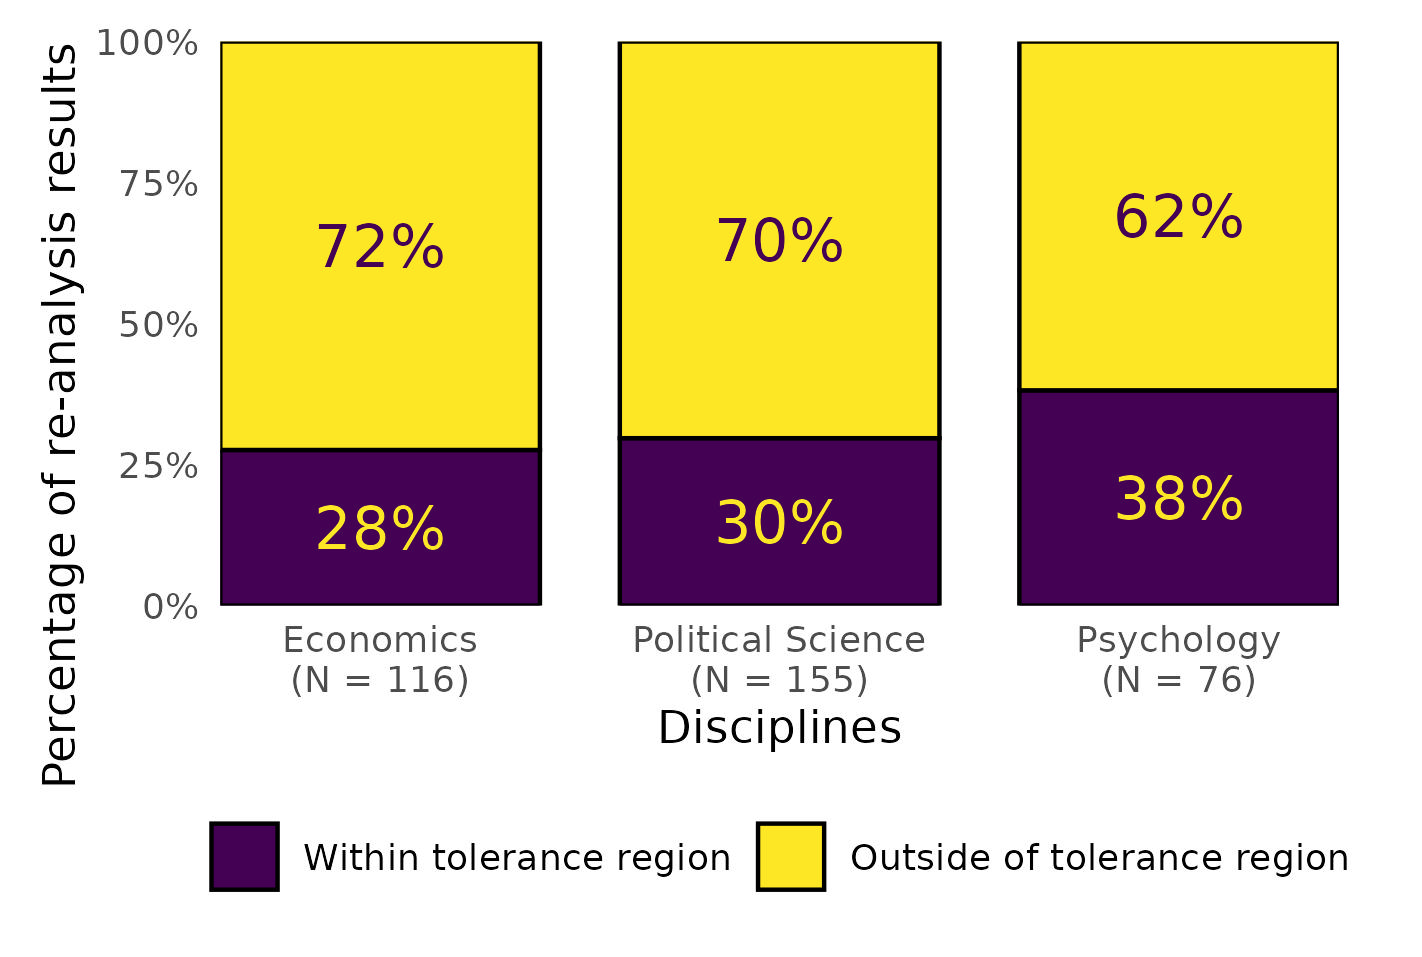 Percentage of re-analysis results
100%
75%
50%
25%
0%
72%
70%
62%
28%
30%
38%
Economics
(N = 116)
Political Science
(N = 155)
Psychology
(N = 76)
Disciplines
Within tolerance region
Outside of tolerance region